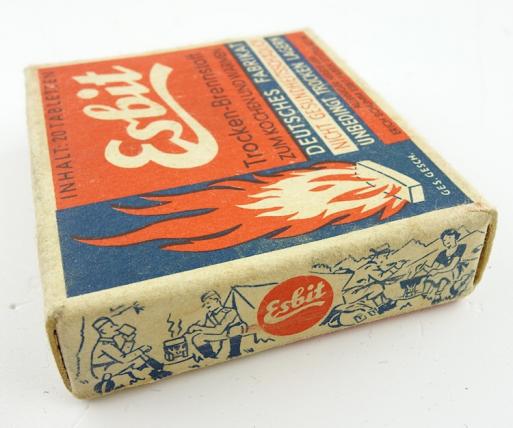 INHALT: 20 TABLETTEN
Esbit
Trocken-Brennstoff
ZUM KOCHEN UND WÄRMEN
DEUTSCHES FABRIKAT
NICHT GESUNDHEITSSCHÄDLICH
UNBEDINGT TROCKEN LAGERN
GES. GESCH.
Esbit